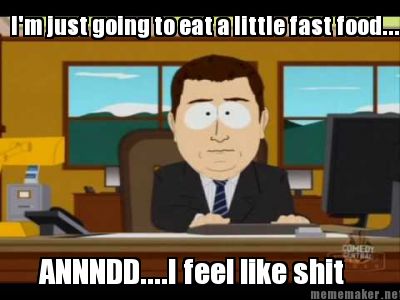 I'm just going to eat a little fast food...
COMEDY
CENTRAL
ANNNDD....I feel like shit
mememaker.net